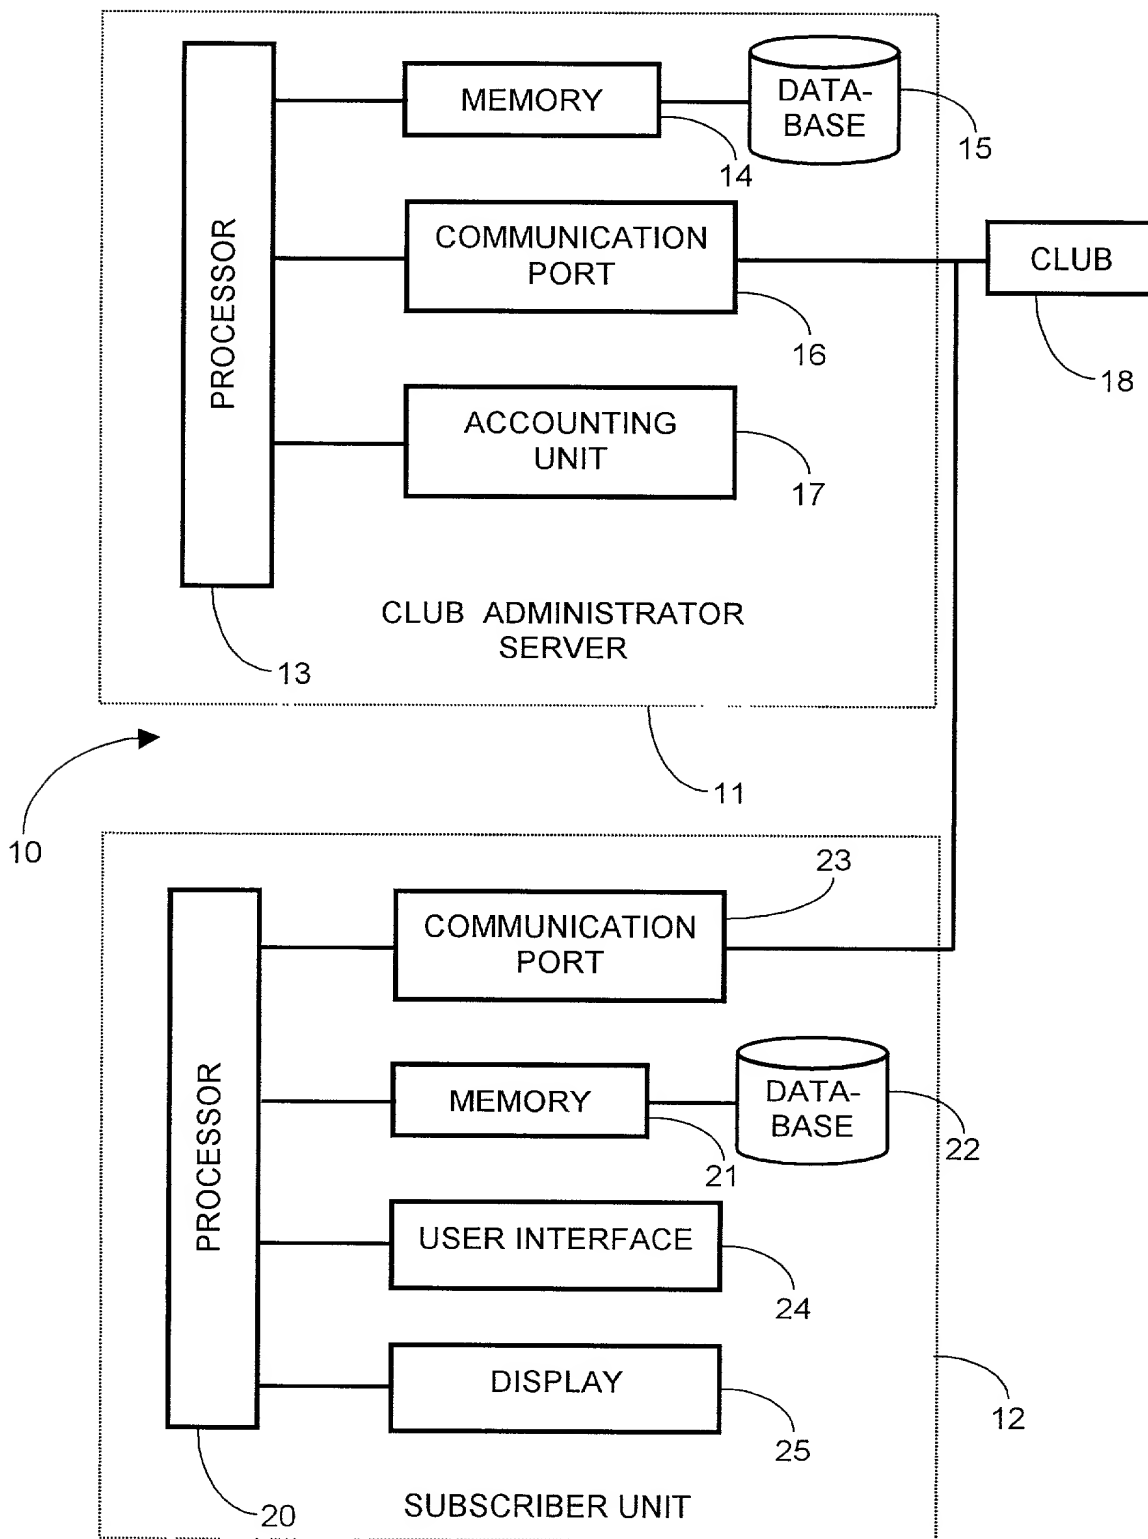 MEMORY
14
DATA-
BASE
15
PROCESSOR
COMMUNICATION
PORT
16
CLUB
18
ACCOUNTING
UNIT
17
CLUB ADMINISTRATOR
SERVER
13
11
10
23
COMMUNICATION
PORT
PROCESSOR
MEMORY
21
DATA-
BASE
22
USER INTERFACE
24
DISPLAY
25
12
20
SUBSCRIBER UNIT